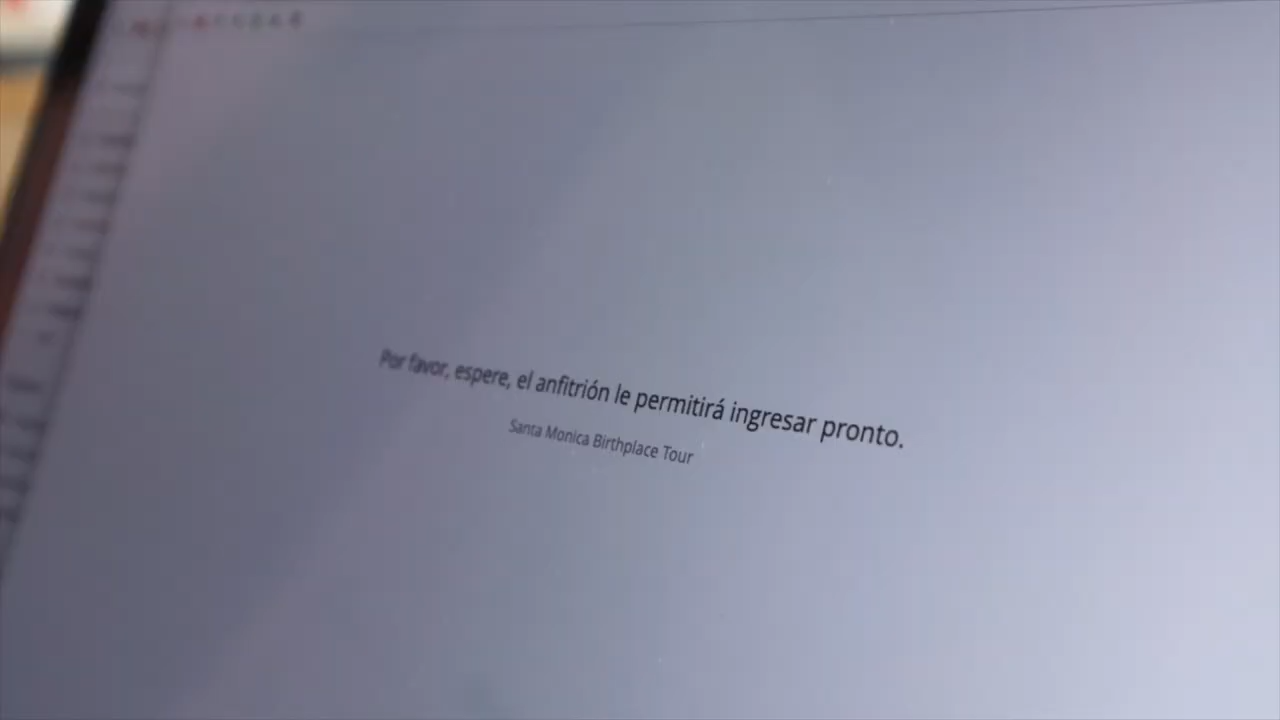 Por favor, espere, el anfitrión le permitirá ingresar pronto.
Santa Monica Birthplace Tour